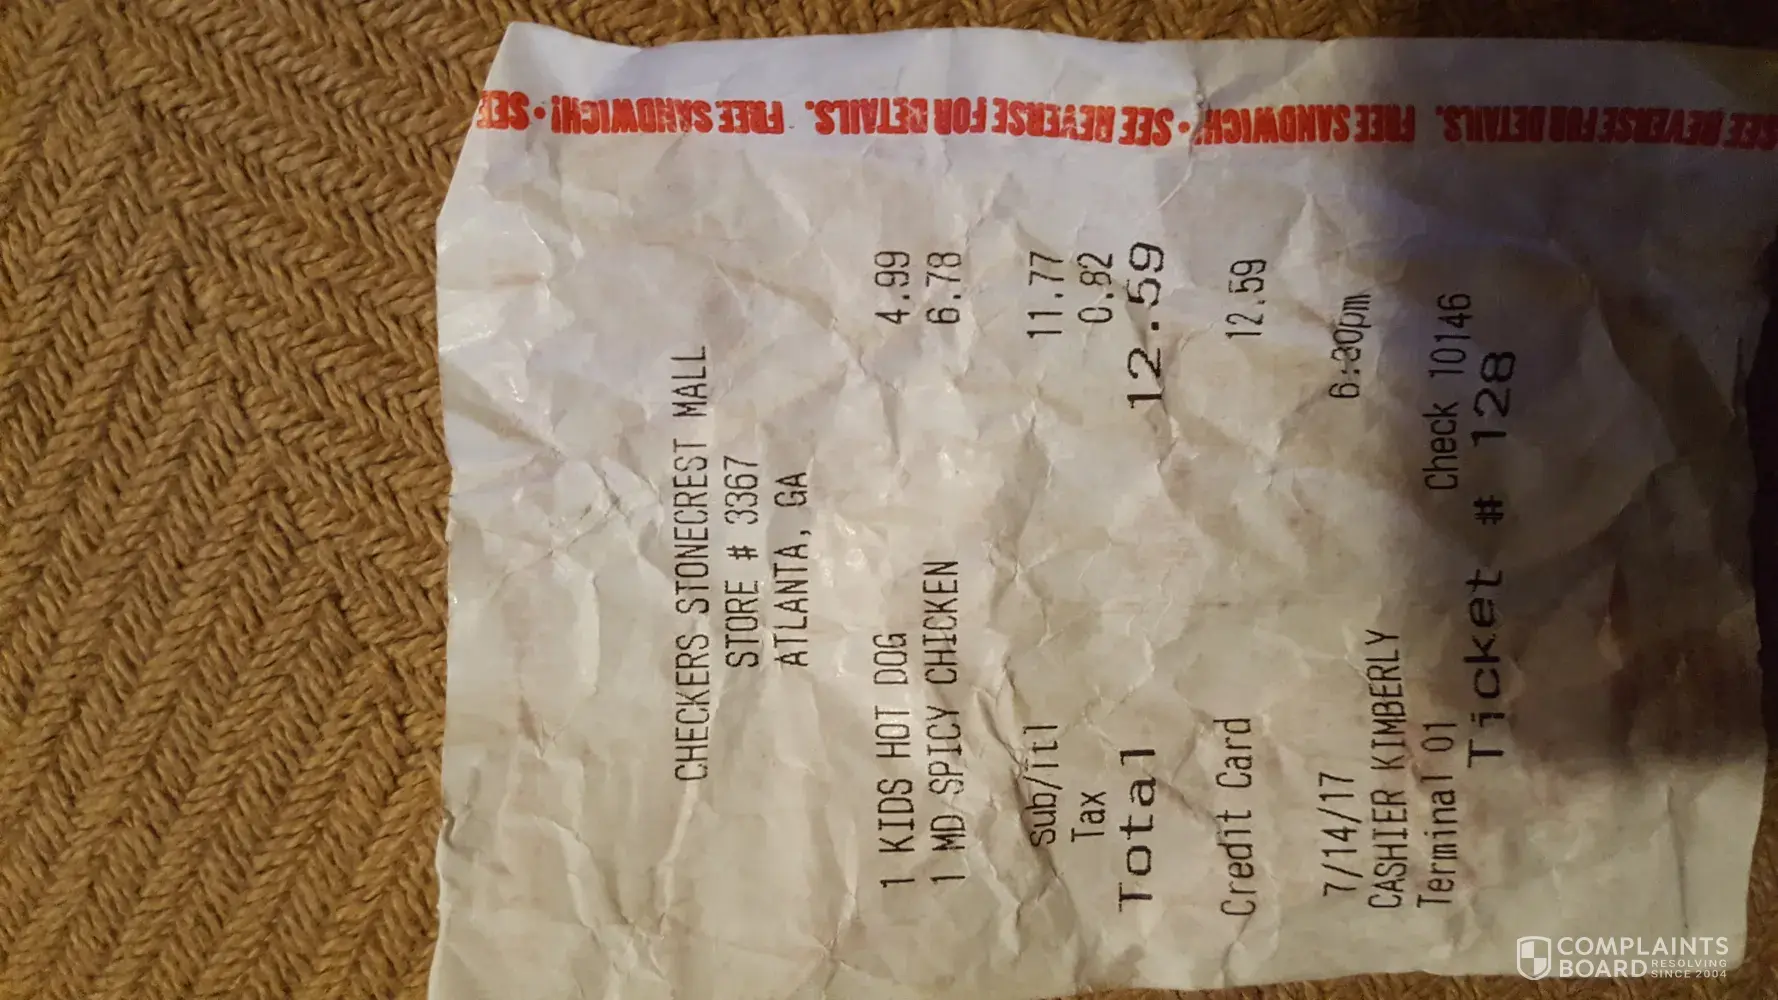 SEE REVERSE FOR DETAILS. FREE SANDWICH! • SEE REVERSE FOR DETAILS. FREE SANDWICH! • SEE
CHECKERS STONECREST MALL
STORE # 3367
ATLANTA, GA
1 KIDS HOT DOG 4.99
1 MD SPICY CHICKEN 6.78
Sub/Ttl 11.77
Tax 0.82
Total 12.59
Credit Card 12.59
7/14/17 6:30pm
CASHIER KIMBERLY
Terminal 01 Check 10146
Ticket # 128
COMPLAINTS
BOARD RESOLVING
SINCE 2004